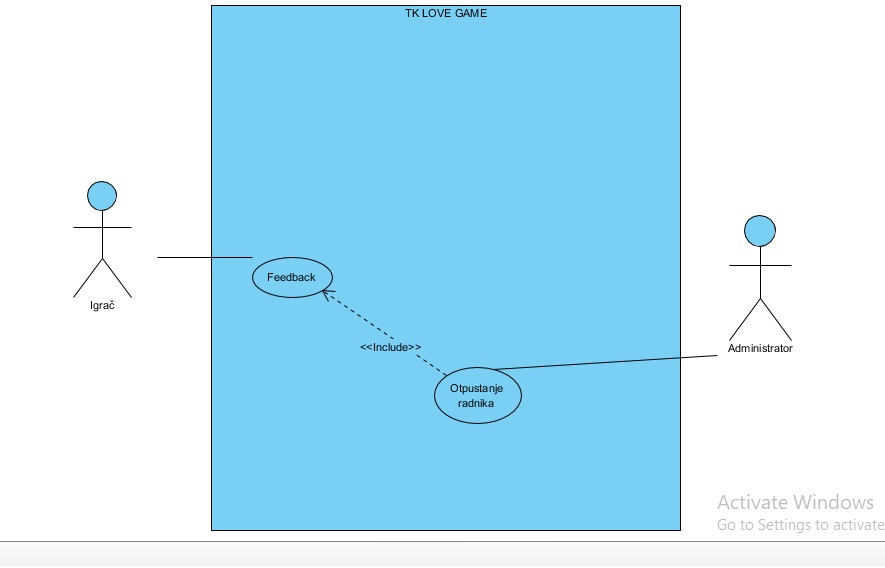 TK LOVE GAME
Igrač
Feedback
<<Include>>
Otpustanje
radnika
Administrator
Activate Windows
Go to Settings to activate